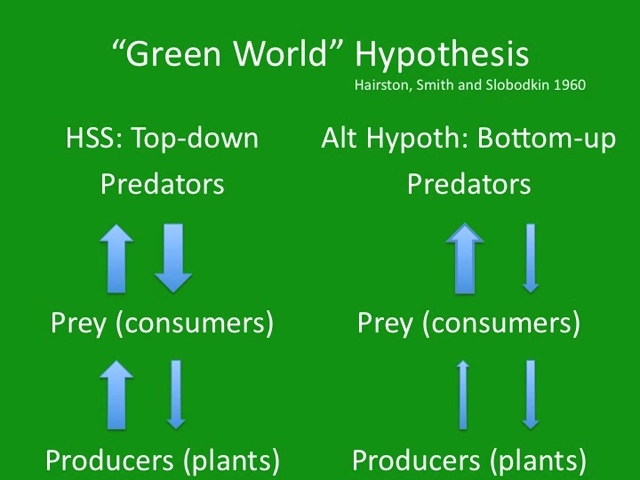 “Green World” Hypothesis
Hairston, Smith and Slobodkin 1960
HSS: Top-down
Predators
Prey (consumers)
Producers (plants)
Alt Hypoth: Bottom-up
Predators
Prey (consumers)
Producers (plants)